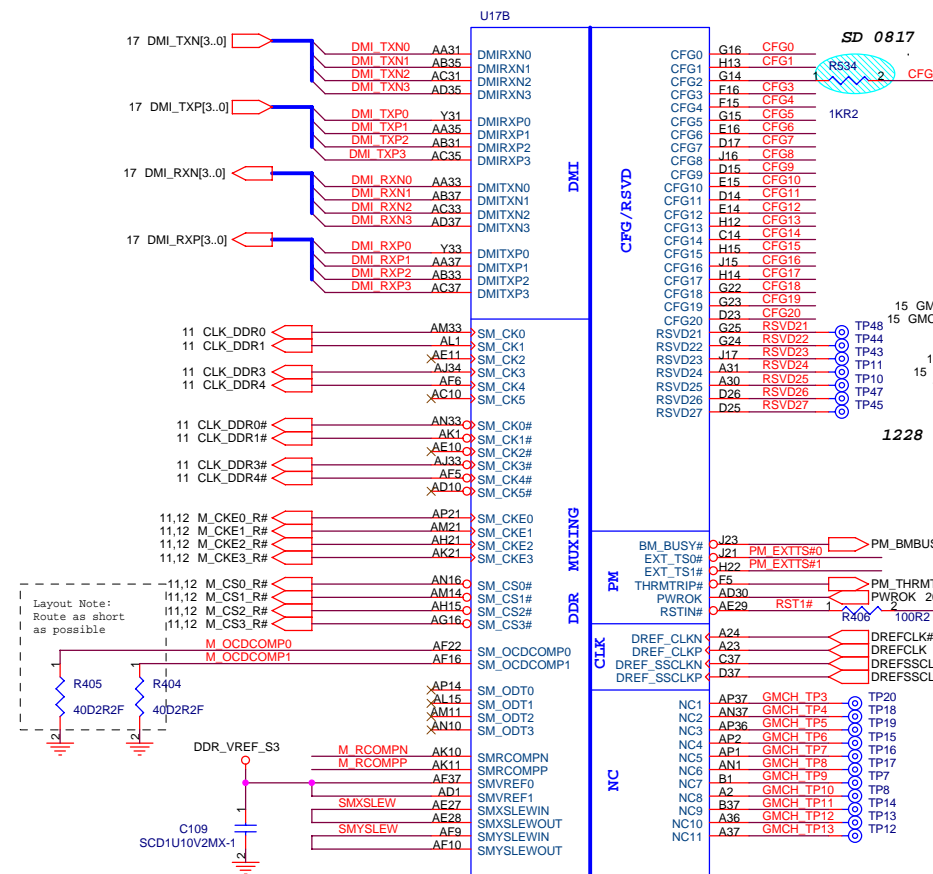 U17B
17 DMI_TXN[3..0]
DMI_TXN0 AA31 DMIRXN0
DMI_TXN1 AB35 DMIRXN1
DMI_TXN2 AC31 DMIRXN2
DMI_TXN3 AD35 DMIRXN3
17 DMI_TXP[3..0]
DMI_TXP0 Y31 DMIRXP0
DMI_TXP1 AA35 DMIRXP1
DMI_TXP2 AB31 DMIRXP2
DMI_TXP3 AC35 DMIRXP3
17 DMI_RXN[3..0]
DMI_RXN0 AA33 DMITXN0
DMI_RXN1 AB37 DMITXN1
DMI_RXN2 AC33 DMITXN2
DMI_RXN3 AD37 DMITXN3
17 DMI_RXP[3..0]
DMI_RXP0 Y33 DMITXP0
DMI_RXP1 AA37 DMITXP1
DMI_RXP2 AB33 DMITXP2
DMI_RXP3 AC37 DMITXP3
DMI
11 CLK_DDR0 AM33 SM_CK0
11 CLK_DDR1 AL1 SM_CK1
AE11 SM_CK2
11 CLK_DDR3 AJ34 SM_CK3
11 CLK_DDR4 AF6 SM_CK4
AC10 SM_CK5
11 CLK_DDR0# AN33 SM_CK0#
11 CLK_DDR1# AK1 SM_CK1#
AE10 SM_CK2#
11 CLK_DDR3# AJ33 SM_CK3#
11 CLK_DDR4# AF5 SM_CK4#
AD10 SM_CK5#
11,12 M_CKE0_R# AP21 SM_CKE0
11,12 M_CKE1_R# AM21 SM_CKE1
11,12 M_CKE2_R# AH21 SM_CKE2
11,12 M_CKE3_R# AK21 SM_CKE3
11,12 M_CS0_R# AN16 SM_CS0#
11,12 M_CS1_R# AM14 SM_CS1#
11,12 M_CS2_R# AH15 SM_CS2#
11,12 M_CS3_R# AG16 SM_CS3#
DDR MUXING
Layout Note:
Route as short
as possible
M_OCDCOMP0 AF22 SM_OCDCOMP0
M_OCDCOMP1 AF16 SM_OCDCOMP1
1 R405 40D2R2F 2
1 R404 40D2R2F 2
AP14 SM_ODT0
AL15 SM_ODT1
AM11 SM_ODT2
AN10 SM_ODT3
DDR_VREF_S3
M_RCOMPN AK10 SMRCOMPN
M_RCOMPP AK11 SMRCOMPP
AF37 SMVREF0
AD1 SMVREF1
SMXSLEW AE27 SMXSLEWIN
AE28 SMXSLEWOUT
SMYSLEW AF9 SMYSLEWIN
AF10 SMYSLEWOUT
1
C109
SCD1U10V2MX-1
2
CFG/RSVD
CFG0 G16 CFG0
CFG1 H13 CFG1
CFG2 G14
CFG3 F16 CFG3
CFG4 F15 CFG4
CFG5 G15 CFG5
CFG6 E16 CFG6
CFG7 D17 CFG7
CFG8 J16 CFG8
CFG9 D15 CFG9
CFG10 E15 CFG10
CFG11 D14 CFG11
CFG12 E14 CFG12
CFG13 H12 CFG13
CFG14 C14 CFG14
CFG15 H15 CFG15
CFG16 J15 CFG16
CFG17 H14 CFG17
CFG18 G22 CFG18
CFG19 G23 CFG19
CFG20 D23 CFG20
RSVD21 G25 RSVD21 TP48
RSVD22 G24 RSVD22 TP44
RSVD23 J17 RSVD23 TP43
RSVD24 A31 RSVD24 TP11
RSVD25 A30 RSVD25 TP10
RSVD26 D26 RSVD26 TP47
RSVD27 D25 RSVD27 TP45
SD 0817
R534
1 2 CFG
1KR2
15 GM
15 GMC
1
15
1228
PM
BM_BUSY# J23 PM_BMBUS
EXT_TS0# J21 PM_EXTTS#0
EXT_TS1# H22 PM_EXTTS#1
THRMTRIP# F5 PM_THRMT
PWROK AD30 PWROK 20
RSTIN# AE29 RST1# 1 R406 2 100R2
CLK
DREF_CLKN A24 DREFCLK#
DREF_CLKP A23 DREFCLK
DREF_SSCLKN C37 DREFSSCL
DREF_SSCLKP D37 DREFSSCL
NC
NC1 AP37 GMCH_TP3 TP20
NC2 AN37 GMCH_TP4 TP18
NC3 AP36 GMCH_TP5 TP19
NC4 AP2 GMCH_TP6 TP15
NC5 AP1 GMCH_TP7 TP16
NC6 AN1 GMCH_TP8 TP17
NC7 B1 GMCH_TP9 TP7
NC8 A2 GMCH_TP10 TP8
NC9 B37 GMCH_TP11 TP14
NC10 A36 GMCH_TP12 TP13
NC11 A37 GMCH_TP13 TP12